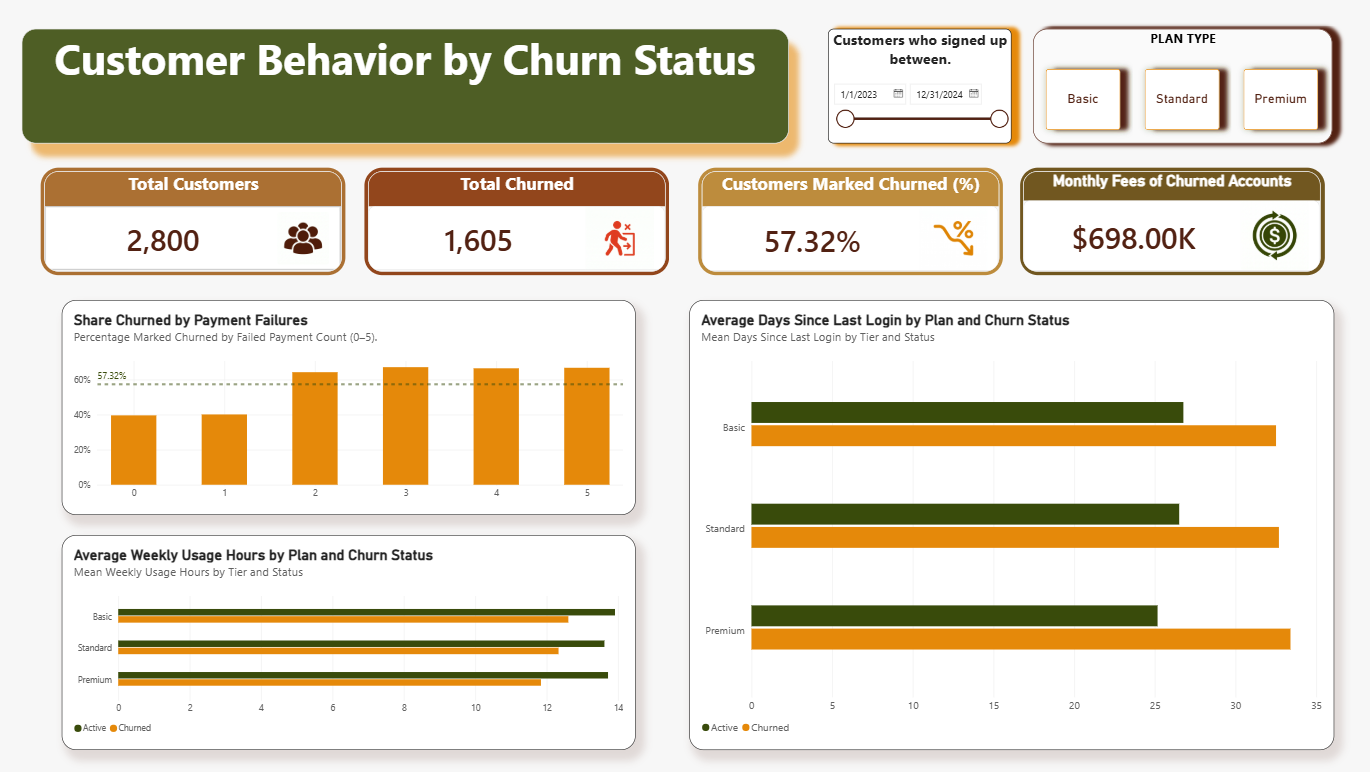 Customer Behavior by Churn Status
Customers who signed up
between.
1/1/2023
12/31/2024
PLAN TYPE
Basic
Standard
Premium
Total Customers
2,800
Total Churned
1,605
Customers Marked Churned (%)
57.32%
%
Monthly Fees of Churned Accounts
$698.00K
$
Share Churned by Payment Failures
Percentage Marked Churned by Failed Payment Count (0–5).
60%
57.32%
40%
20%
0%
0 1 2 3 4 5
Average Weekly Usage Hours by Plan and Churn Status
Mean Weekly Usage Hours by Tier and Status
Basic
Standard
Premium
0 2 4 6 8 10 12 14
Active Churned
Average Days Since Last Login by Plan and Churn Status
Mean Days Since Last Login by Tier and Status
Basic
Standard
Premium
0 5 10 15 20 25 30 35
Active Churned